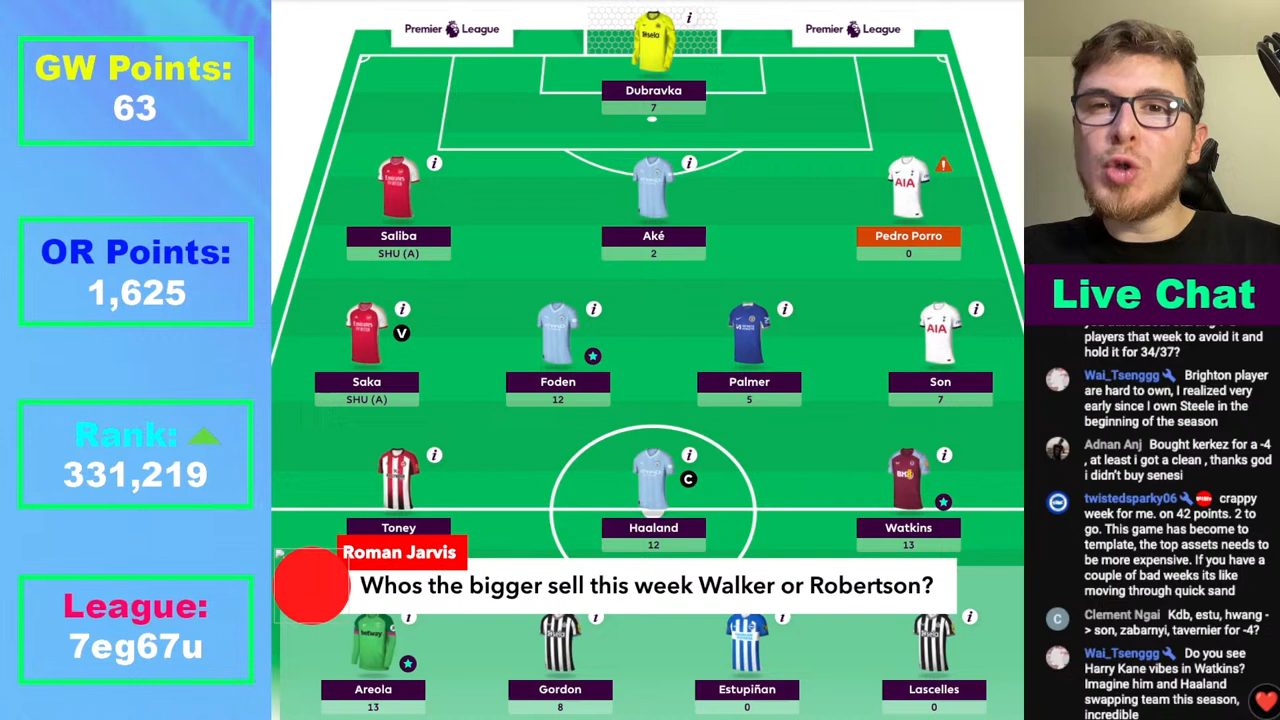 GW Points:
63
OR Points:
1,625
Rank:
331,219
League:
7eg67u
Premier League
Premier League
sela
Dubravka
7
Saliba
SHU (A)
Aké
2
AIA
Pedro Porro
0
Saka
SHU (A)
V
Foden
12
Palmer
5
AIA
Son
7
Toney
C
Haaland
12
Watkins
13
Roman Jarvis
Whos the bigger sell this week Walker or Robertson?
betway
Areola
13
sela
Gordon
8
Estupiñan
0
sela
Lascelles
0
Live Chat
players that week to avoid it and
hold it for 34/37?
Wai_Tsenggg Brighton player
are hard to own, I realized very
early since I own Steele in the
beginning of the season
Adnan Anj Bought kerkez for a -4
, at least i got a clean , thanks god
i didn't buy senesi
twistedsparky06 crappy
week for me. on 42 points. 2 to
go. This game has become to
template, the top assets needs to
be more expensive. If you have a
couple of bad weeks its like
moving through quick sand
C
Clement Ngai Kdb, estu, hwang -
> son, zabarnyi, tavernier for -4?
Wai_Tsenggg Do you see
Harry Kane vibes in Watkins?
Imagine him and Haaland
swapping team this season,
incredible